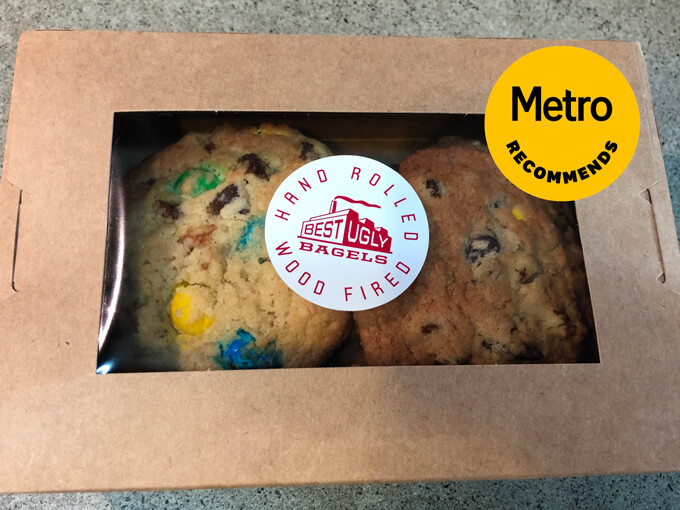 Metro
RECOMMENDS
HAND ROLLED
BEST UGLY
BAGELS
WOOD FIRED